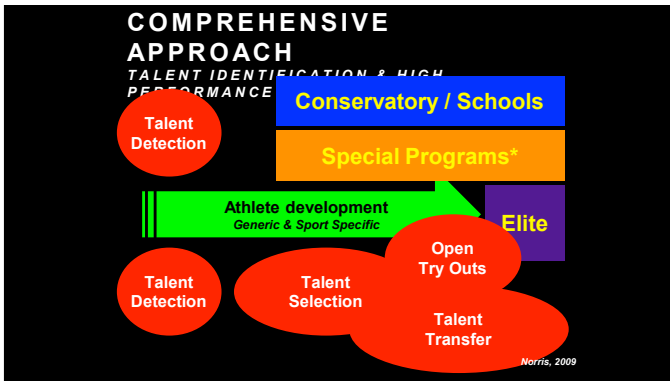 COMPREHENSIVE
APPROACH
TALENT IDENTIFICATION & HIGH
PERFORMANCE
Conservatory / Schools
Talent
Detection
Special Programs*
Athlete development
Generic & Sport Specific
Elite
Open
Try Outs
Talent
Detection
Talent
Selection
Talent
Transfer
Norris, 2009